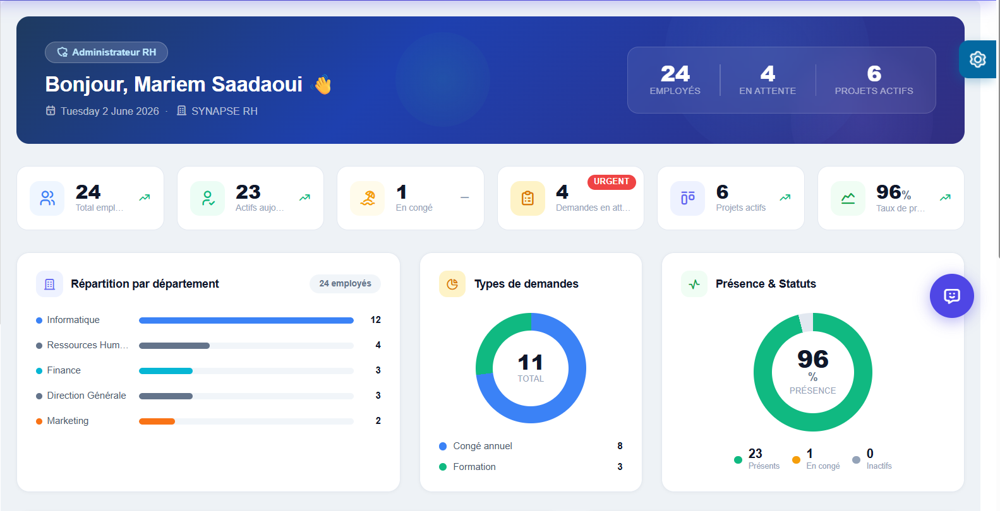 Administrateur RH
Bonjour, Mariem Saadaoui 👋
Tuesday 2 June 2026 · SYNAPSE RH
24
EMPLOYÉS
4
EN ATTENTE
6
PROJETS ACTIFS
24
Total empl...
23
Actifs aujo...
1
En congé
URGENT
4
Demandes en att...
6
Projets actifs
96%
Taux de pr...
Répartition par département
24 employés
Informatique 12
Ressources Hum... 4
Finance 3
Direction Générale 3
Marketing 2
Types de demandes
11
TOTAL
Congé annuel 8
Formation 3
Présence & Statuts
96
%
PRÉSENCE
23
Présents
1
En congé
0
Inactifs